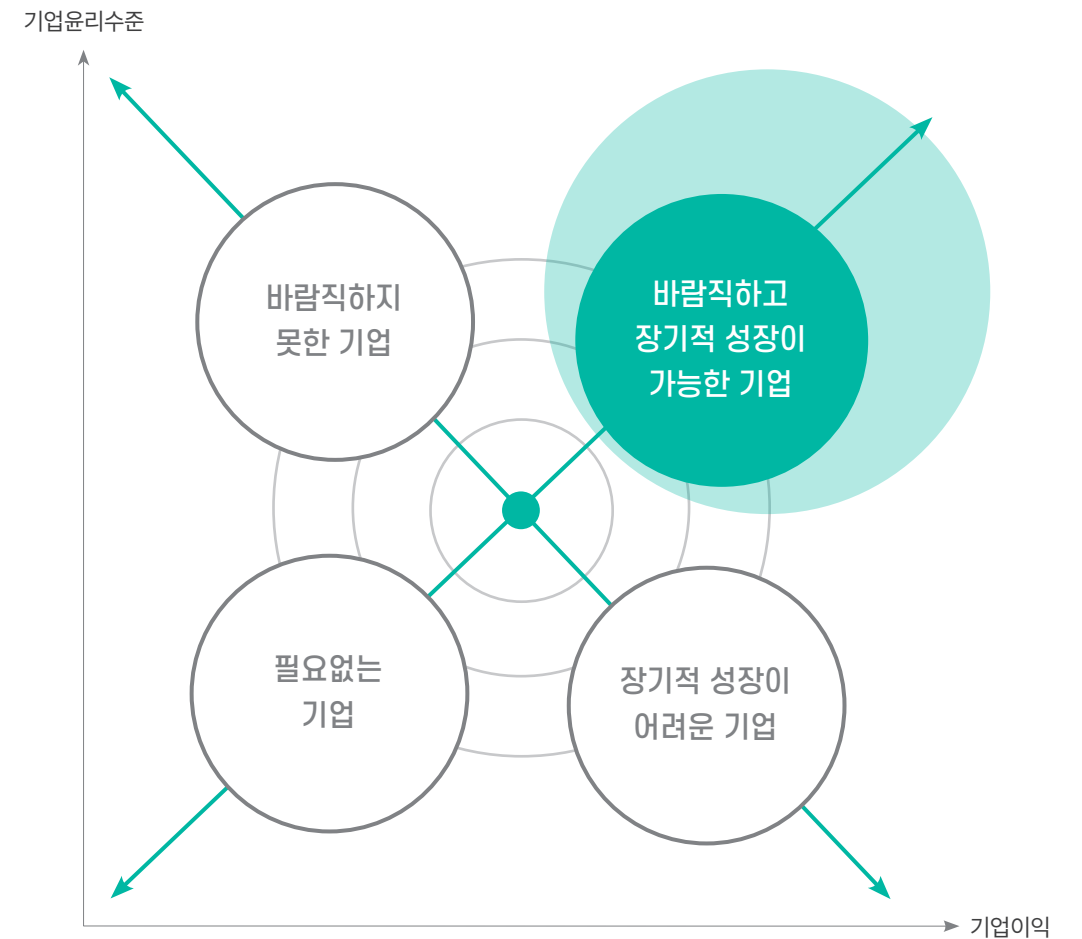 기업윤리수준
바람직하지
못한 기업
바람직하고
장기적 성장이
가능한 기업
필요없는
기업
장기적 성장이
어려운 기업
기업이익